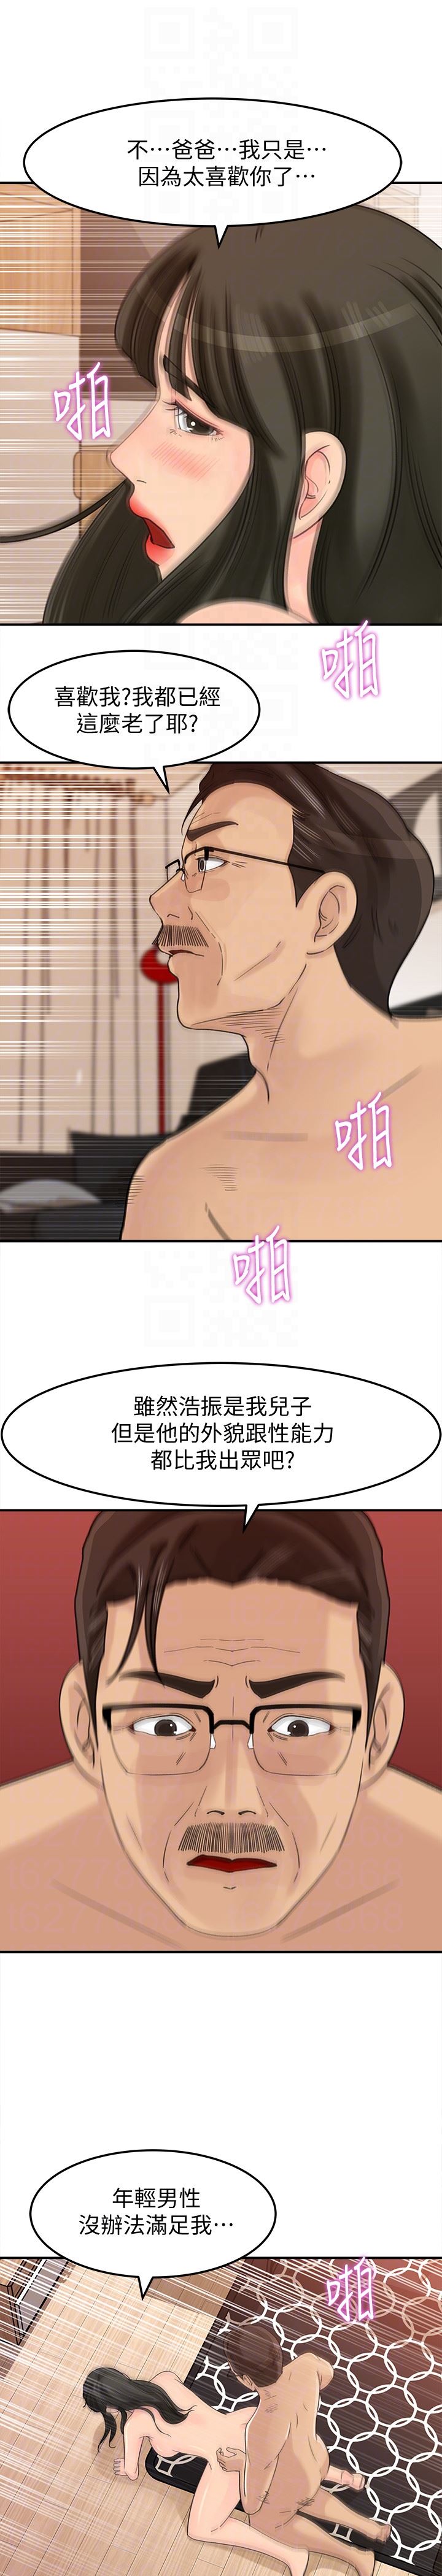 不…爸爸…我只是…
因為太喜歡你了…
啪
啪
喜歡我?我都已經
這麼老了耶?
啪
啪
雖然浩振是我兒子
但是他的外貌跟性能力
都比我出眾吧?
年輕男性
沒辦法滿足我…
啪